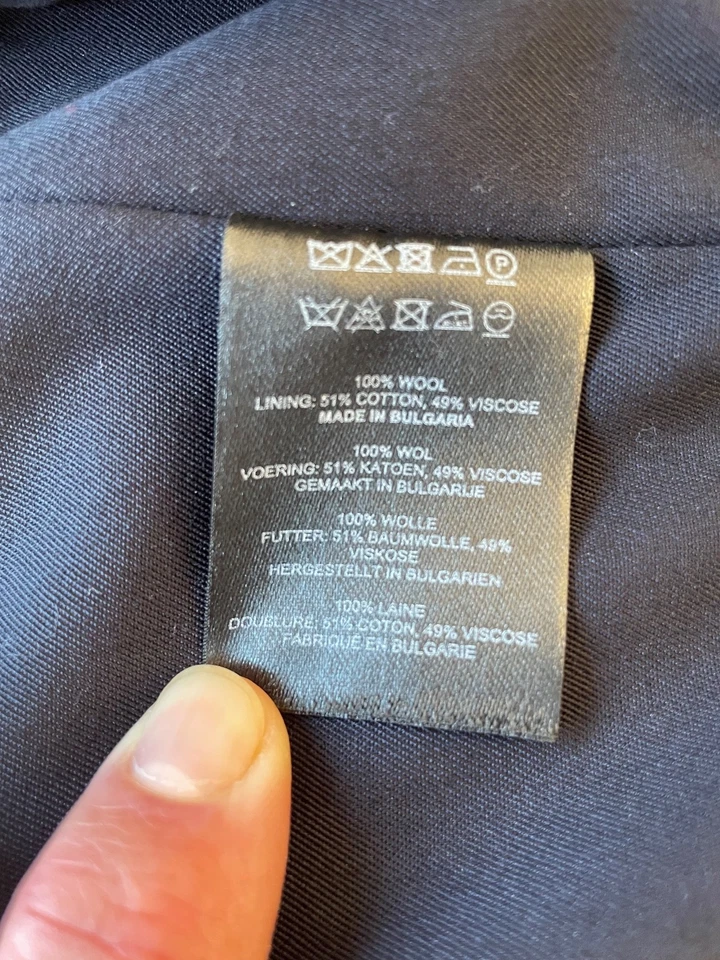 P
100% WOOL
LINING: 51% COTTON, 49% VISCOSE
MADE IN BULGARIA
100% WOL
VOERING: 51% KATOEN, 49% VISCOSE
GEMAAKT IN BULGARIJE
100% WOLLE
FUTTER: 51% BAUMWOLLE, 49%
VISKOSE
HERGESTELLT IN BULGARIEN
100% LAINE
DOUBLURE: 51% COTON, 49% VISCOSE
FABRIQUE EN BULGARIE